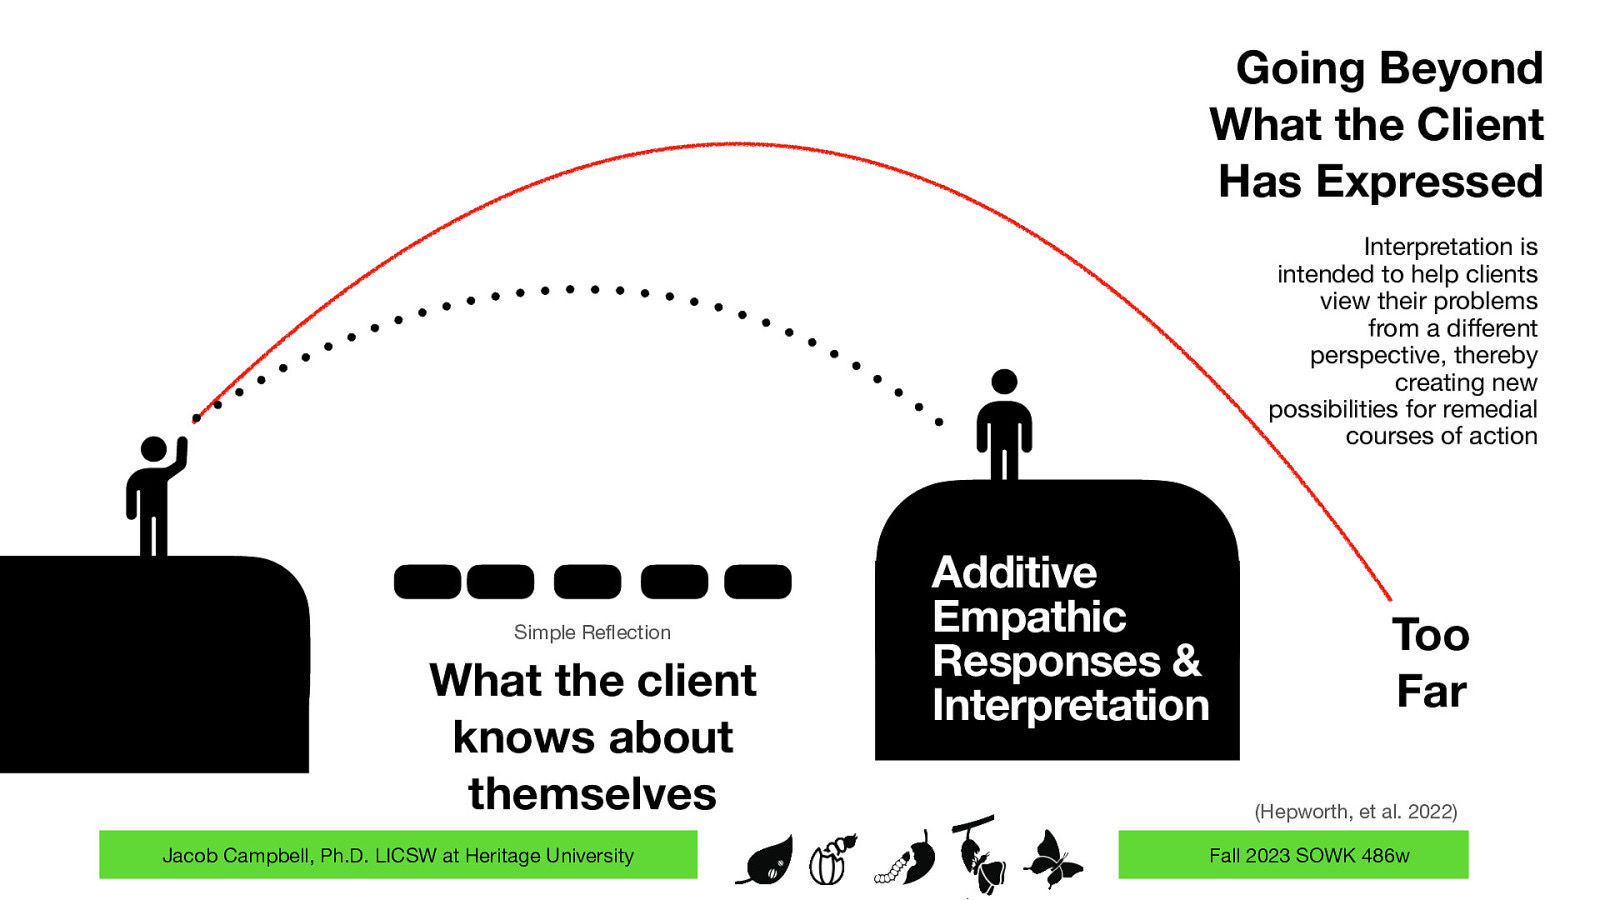 Going Beyond
What the Client
Has Expressed
Interpretation is
intended to help clients
view their problems
from a different
perspective, thereby
creating new
possibilities for remedial
courses of action
Simple Reflection
What the client
knows about
themselves
Additive
Empathic
Responses &
Interpretation
Too
Far
(Hepworth, et al. 2022)
Jacob Campbell, Ph.D. LICSW at Heritage University
Fall 2023 SOWK 486w